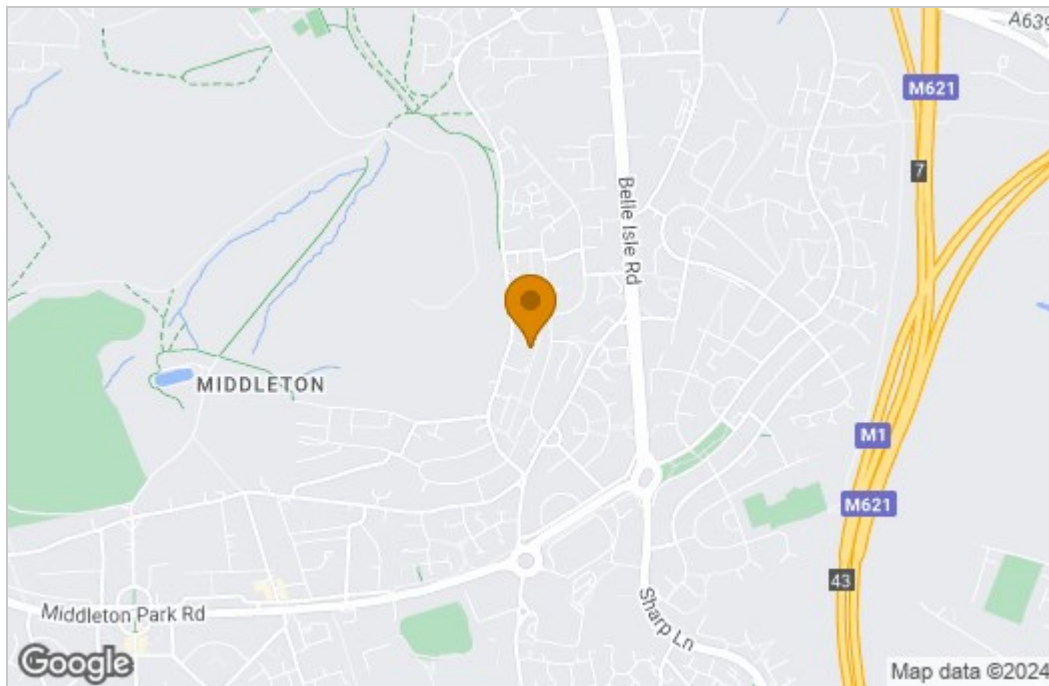 A639
M621
7
Belle Isle Rd
MIDDLETON
M1
M621
43
Middleton Park Rd
Sharp Ln
Google
Map data ©2024